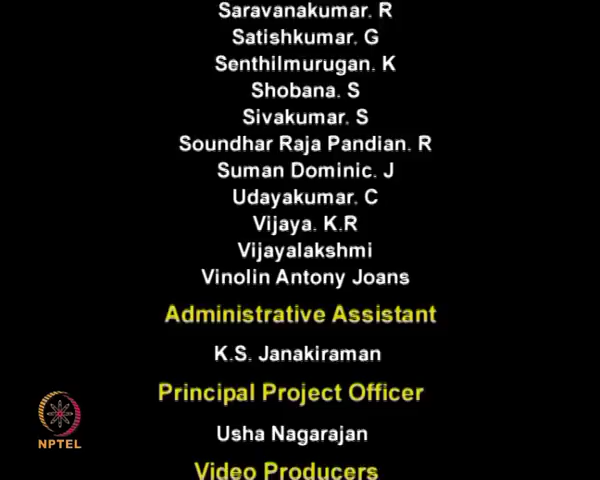 Saravanakumar. R
Satishkumar. G
Senthilmurugan. K
Shobana. S
Sivakumar. S
Soundhar Raja Pandian. R
Suman Dominic. J
Udayakumar. C
Vijaya. K.R
Vijayalakshmi
Vinolin Antony Joans
Administrative Assistant
K.S. Janakiraman
Principal Project Officer
Usha Nagarajan
Video Producers
NPTEL